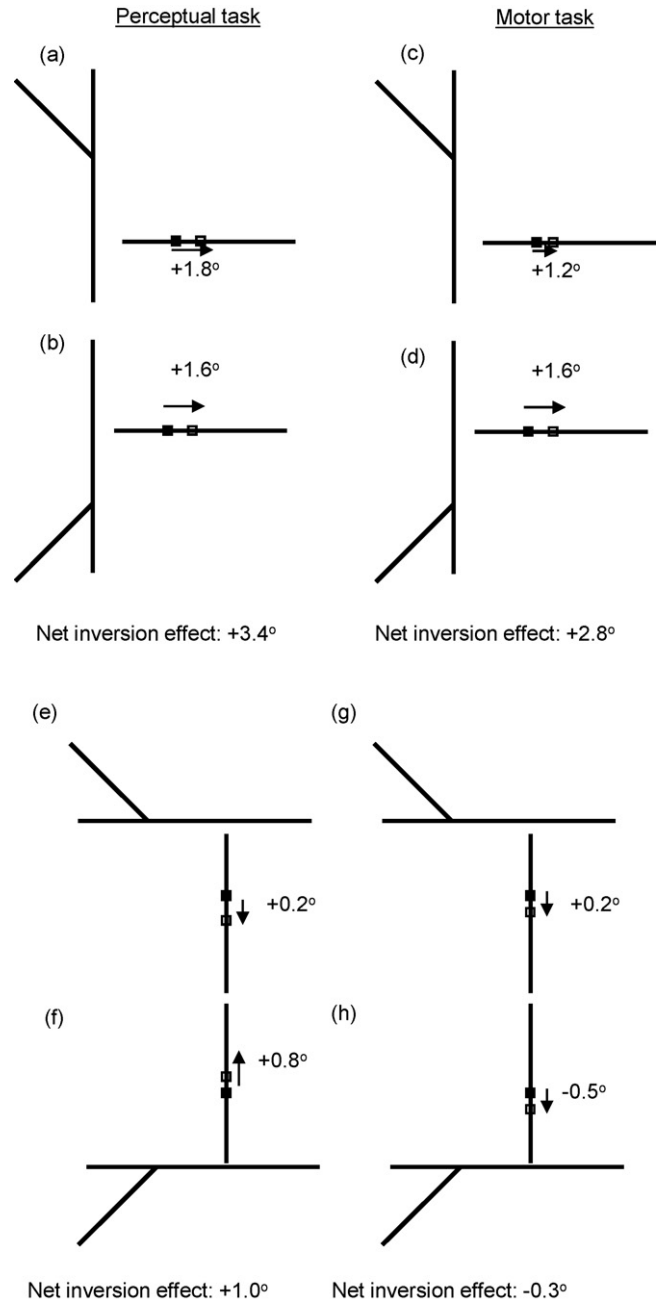 Perceptual task Motor task
(a) (c)
+1.8° +1.2°
(b) (d)
+1.6° +1.6°
Net inversion effect: +3.4° Net inversion effect: +2.8°
(e) (g)
+0.2° +0.2°
(f) (h)
+0.8° -0.5°
Net inversion effect: +1.0° Net inversion effect: -0.3°